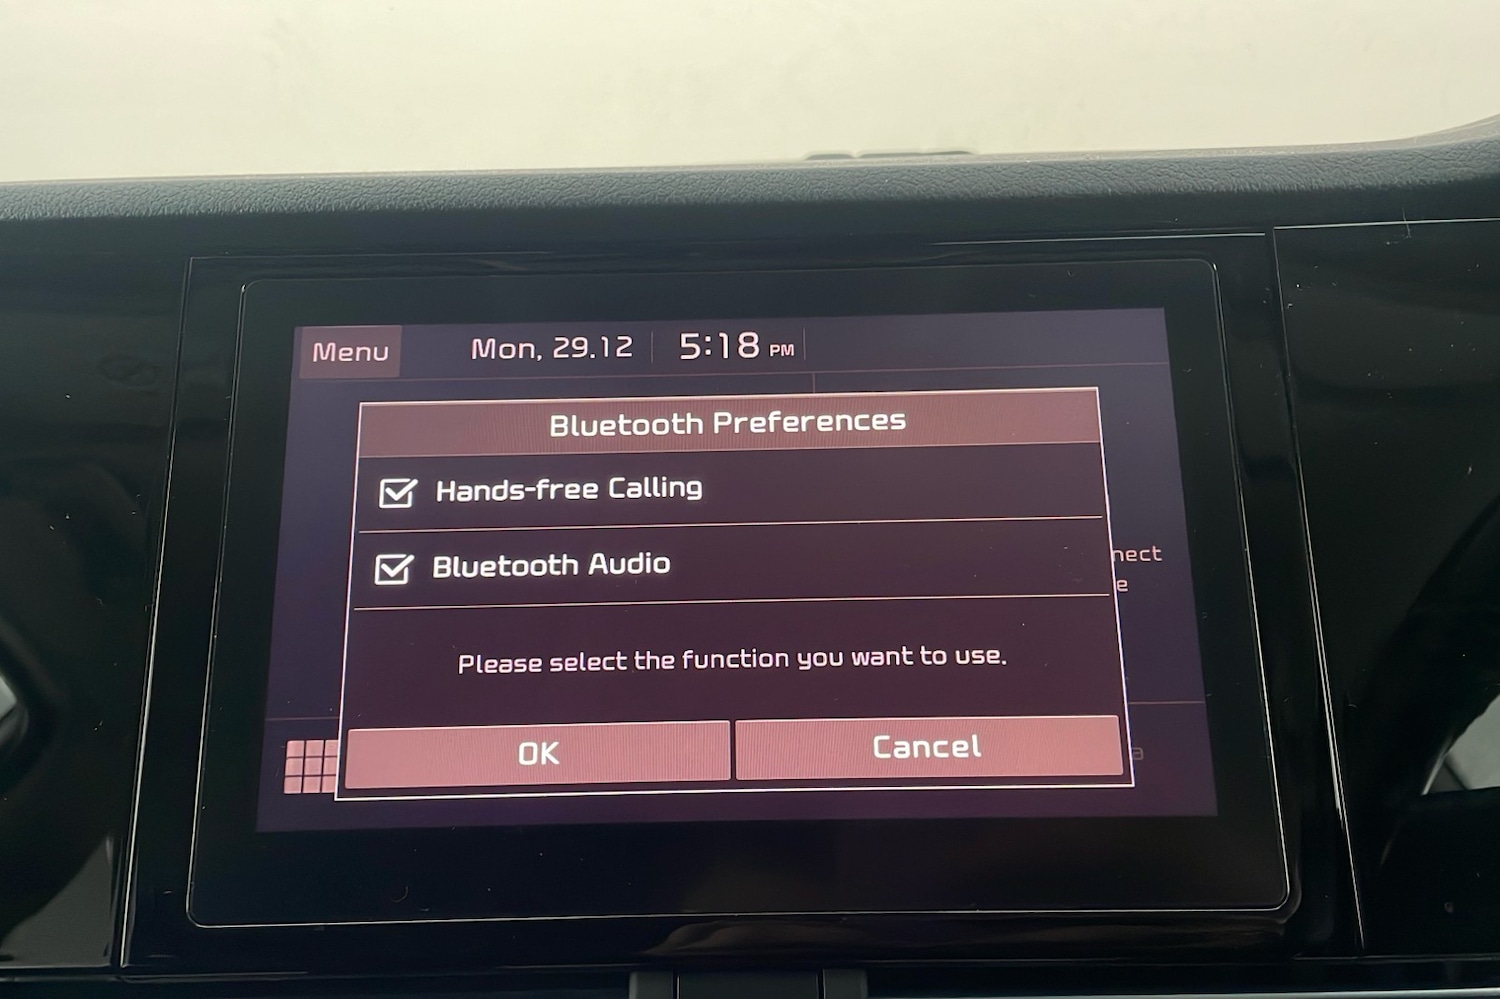 Menu
Mon, 29.12
5:18 PM
Bluetooth Preferences
Hands-free Calling
Bluetooth Audio
Please select the function you want to use.
OK
Cancel